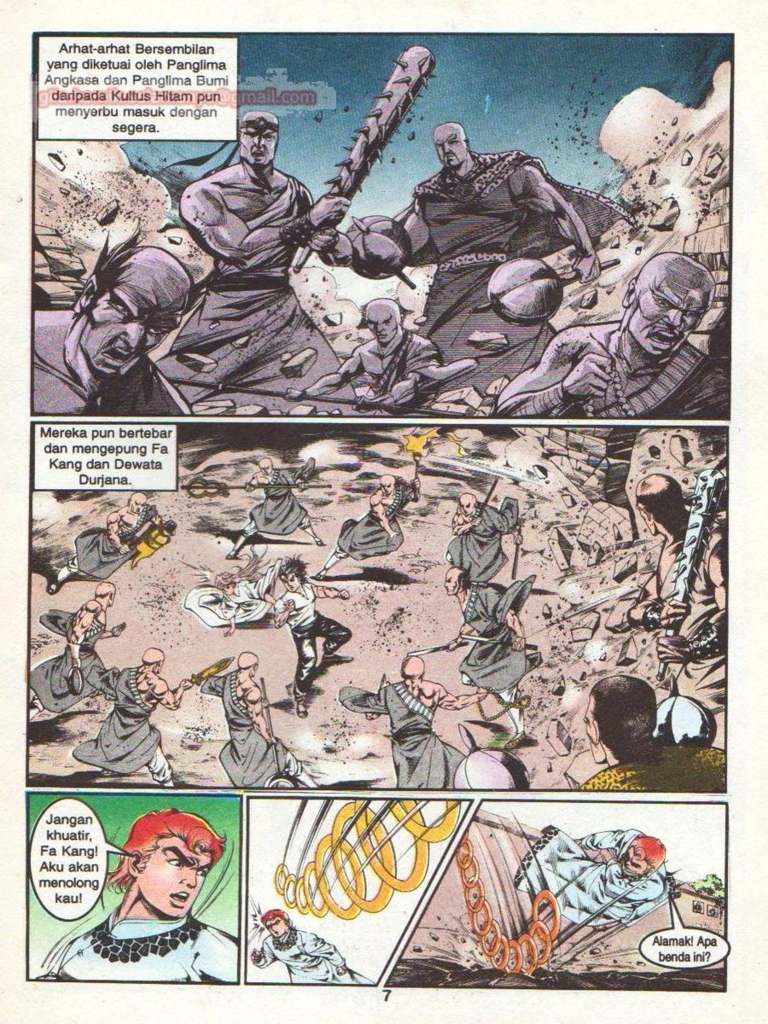 Arhat-arhat Bersembilan
yang diketuai oleh Panglima
Angkasa dan Panglima Bumi
daripada Kultus Hitam pun
menyerbu masuk dengan
segera.
Mereka pun bertebar
dan mengepung Fa
Kang dan Dewata
Durjana.
Jangan
khuatir,
Fa Kang!
Aku akan
menolong
kau!
Alamak! Apa
benda ini?
7